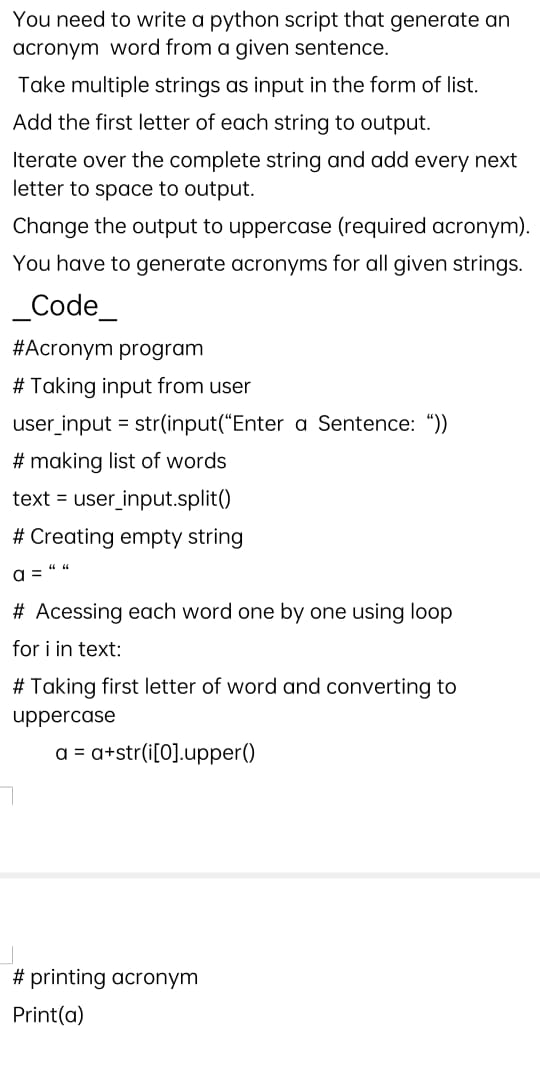 You need to write a python script that generate an
acronym  word from a given sentence.
Take multiple strings as input in the form of list.
Add the first letter of each string to output.
Iterate over the complete string and add every next
letter to space to output.
Change the output to uppercase (required acronym).
You have to generate acronyms for all given strings.
_Code_
#Acronym program
# Taking input from user
user_input = str(input(“Enter  a  Sentence:  “))
# making list of words
text = user_input.split()
# Creating empty string
a = “ “
#  Acessing each word one by one using loop
for i in text:
# Taking first letter of word and converting to
uppercase
a = a+str(i[0].upper()
# printing acronym
Print(a)